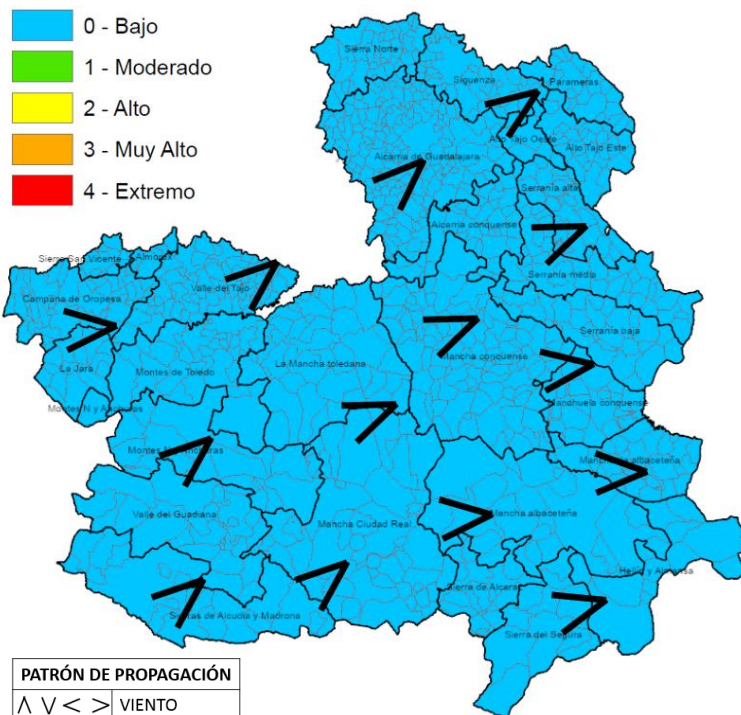 0 - Bajo
1 - Moderado
2 - Alto
3 - Muy Alto
4 - Extremo
Sierra Norte
Sigüenza
Parameras
Alto Tajo Oeste
Alto Tajo Este
Alcarria de Guadalajara
Serranía alta
Alcarria conquense
Serranía media
Sierra San Vicente
Almorax
Valle del Tajo
Campana de Oropesa
Serranía baja
La Jara
Montes de Toledo
La Mancha toledana
Mancha conquense
Manchuela conquense
Montes N y Anchuras
Montes N y Anchuras
Manchuela albaceteña
Valle del Guadiana
Mancha Ciudad Real
Mancha albaceteña
Hellín y Almansa
Sierra de Alcaraz
Sierras de Alcudia y Madrona
Sierra del Segura
PATRÓN DE PROPAGACIÓN
∧ ∨ < > VIENTO